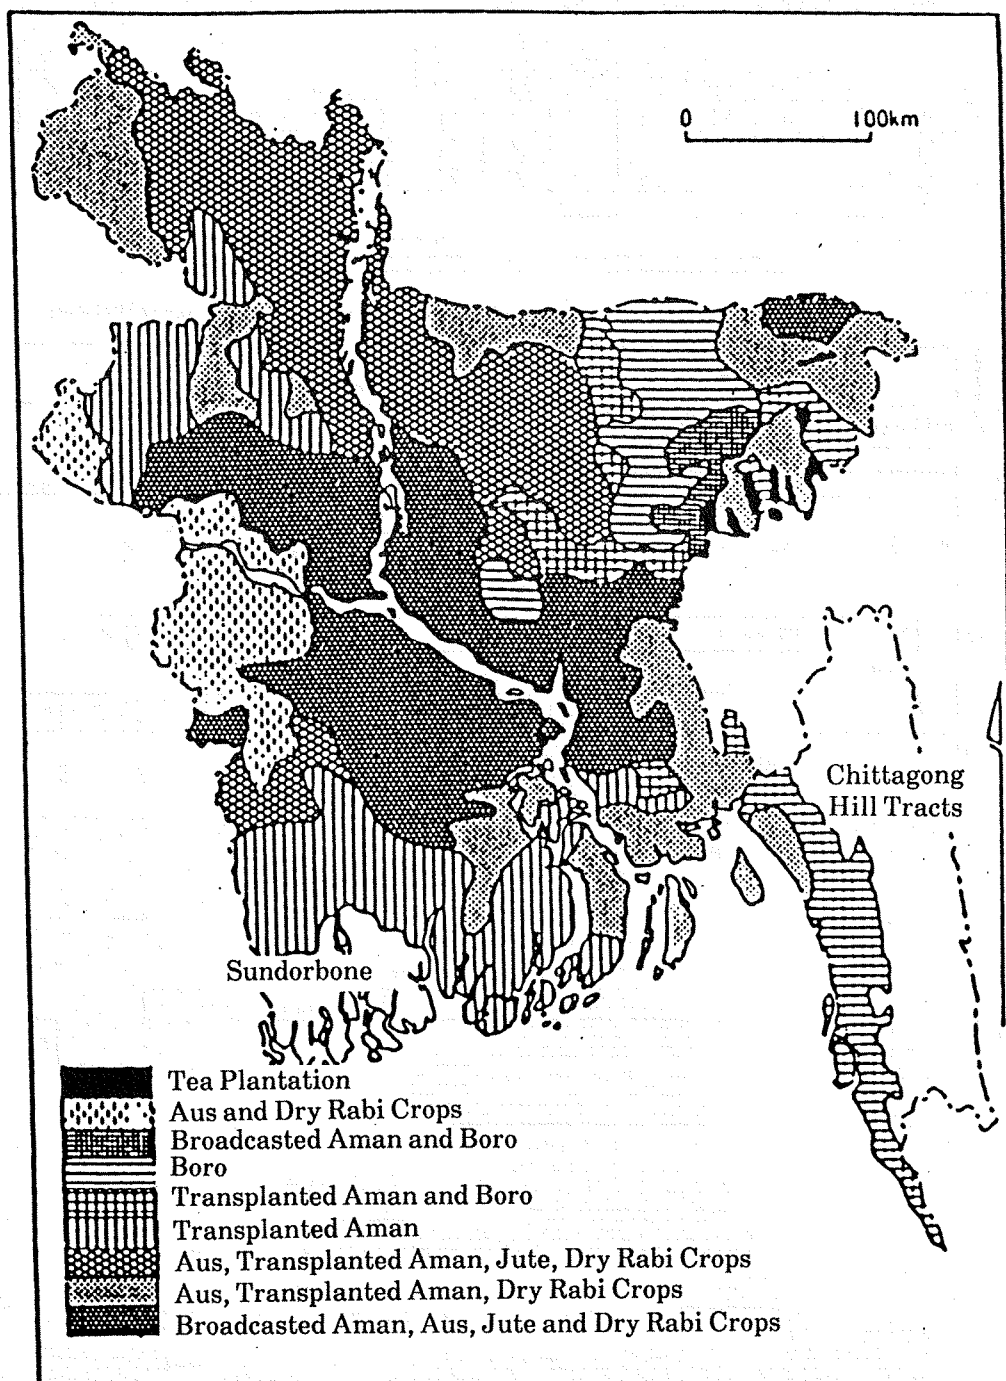 0 100km
Chittagong
Hill Tracts
Sundorbone
Tea Plantation
Aus and Dry Rabi Crops
Broadcasted Aman and Boro
Boro
Transplanted Aman and Boro
Transplanted Aman
Aus, Transplanted Aman, Jute, Dry Rabi Crops
Aus, Transplanted Aman, Dry Rabi Crops
Broadcasted Aman, Aus, Jute and Dry Rabi Crops